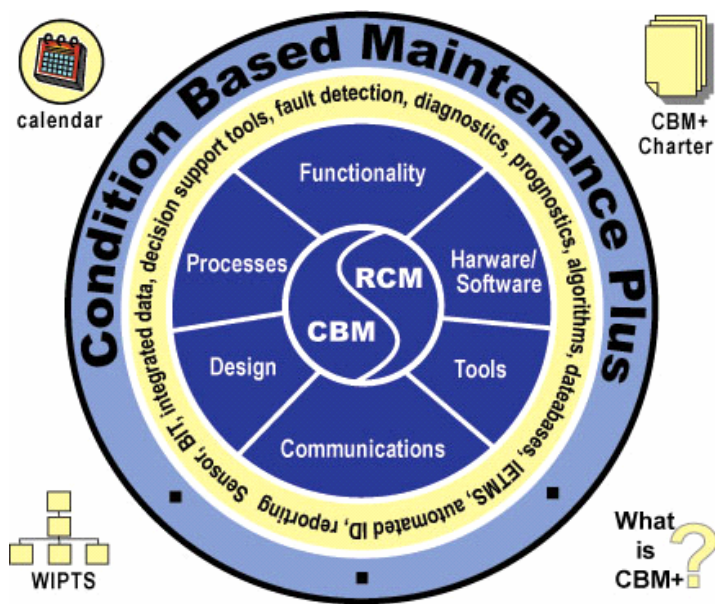 Condition Based Maintenance Plus
calendar
CBM+
Charter
Sensor, BIT, integrated data, decision support tools, fault detection, diagnostics, prognostics, algorithms, dateabases, IETMS, automated ID, reporting
Functionality
Processes
Harware/
Software
RCM
CBM
Design
Tools
Communications
WIPTS
What
is
CBM+
?